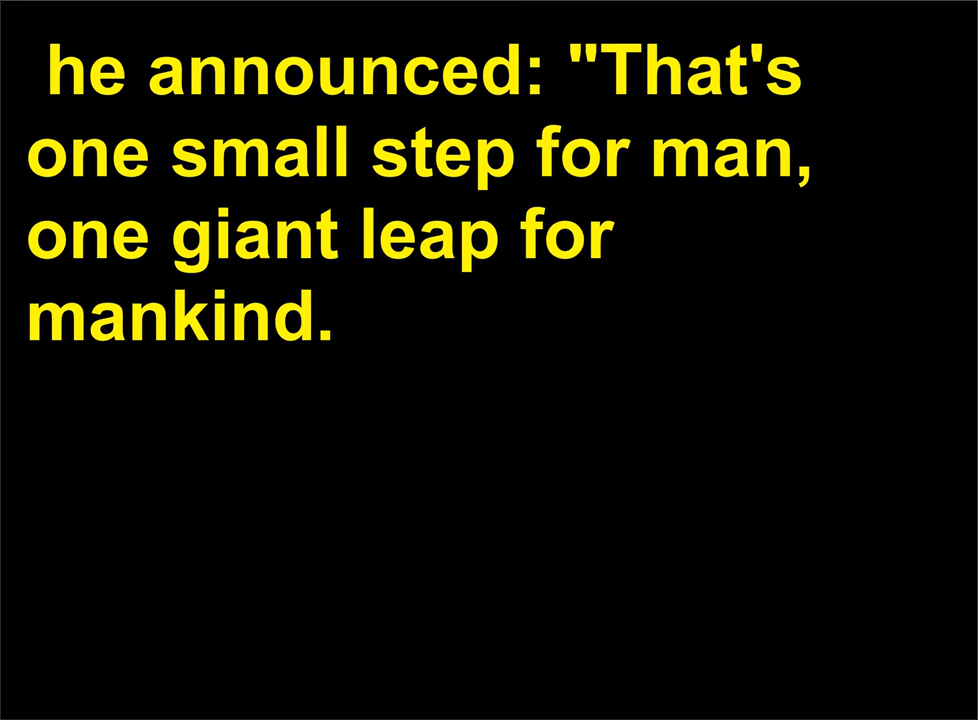 he announced: "That's
one small step for man,
one giant leap for
mankind.